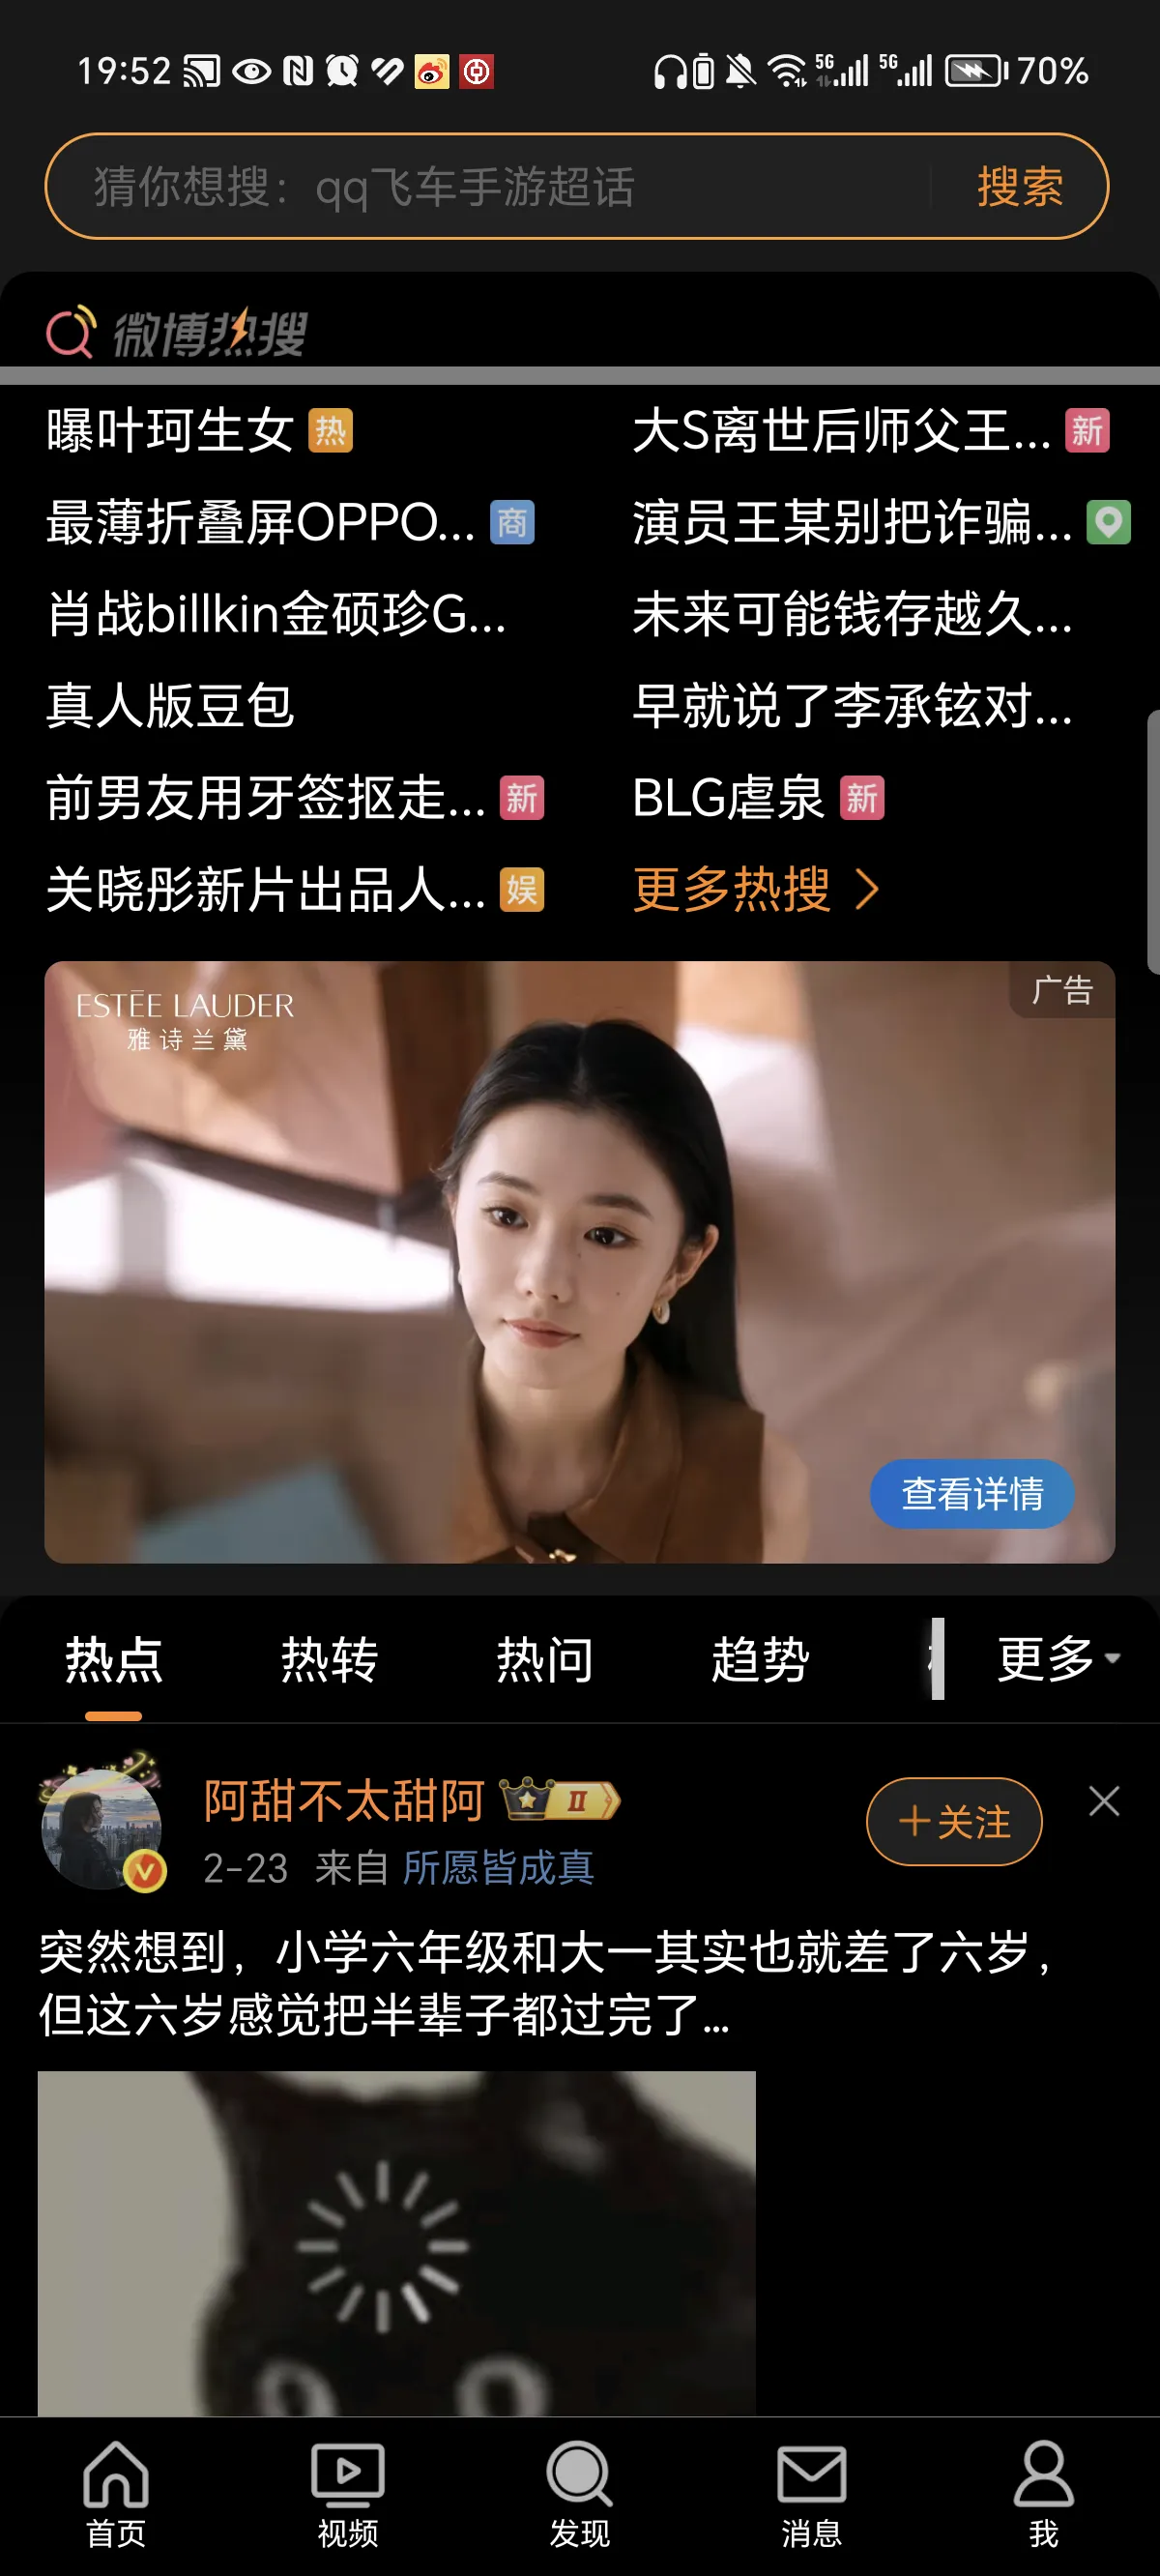 19:52
5G
5G
70%
猜你想搜：qq飞车手游超话
搜索
微博热搜
曝叶珂生女 热
大S离世后师父王... 新
最薄折叠屏OPPO... 商
演员王某别把诈骗...
肖战billkin金硕珍G...
未来可能钱存越久...
真人版豆包
早就说了李承铉对...
前男友用牙签抠走... 新
BLG虐泉 新
关晓彤新片出品人... 娱
更多热搜
广告
ESTĒE LAUDER
雅诗兰黛
查看详情
热点
热转
热问
趋势
更多
阿甜不太甜阿
II
＋关注
2-23 来自 所愿皆成真
突然想到，小学六年级和大一其实也就差了六岁，
但这六岁感觉把半辈子都过完了...
首页
视频
发现
消息
我